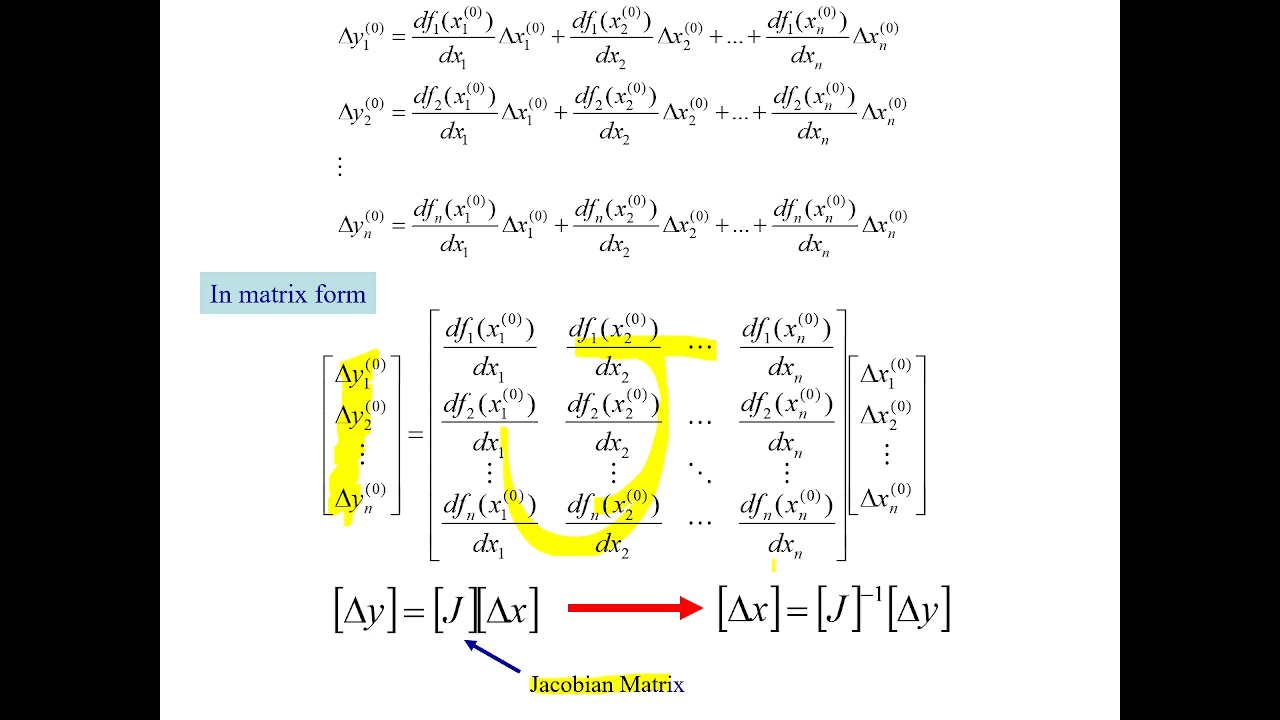 Δy₁⁽⁰⁾ = df₁(x₁⁽⁰⁾)/dx₁ Δx₁⁽⁰⁾ + df₁(x₂⁽⁰⁾)/dx₂ Δx₂⁽⁰⁾ + ... + df₁(xₙ⁽⁰⁾)/dxₙ Δxₙ⁽⁰⁾
Δy₂⁽⁰⁾ = df₂(x₁⁽⁰⁾)/dx₁ Δx₁⁽⁰⁾ + df₂(x₂⁽⁰⁾)/dx₂ Δx₂⁽⁰⁾ + ... + df₂(xₙ⁽⁰⁾)/dxₙ Δxₙ⁽⁰⁾
⋮
Δyₙ⁽⁰⁾ = dfₙ(x₁⁽⁰⁾)/dx₁ Δx₁⁽⁰⁾ + dfₙ(x₂⁽⁰⁾)/dx₂ Δx₂⁽⁰⁾ + ... + dfₙ(xₙ⁽⁰⁾)/dxₙ Δxₙ⁽⁰⁾
In matrix form
[Δy₁⁽⁰⁾] [df₁(x₁⁽⁰⁾)/dx₁ df₁(x₂⁽⁰⁾)/dx₂ ⋯ df₁(xₙ⁽⁰⁾)/dxₙ] [Δx₁⁽⁰⁾]
[Δy₂⁽⁰⁾] = [df₂(x₁⁽⁰⁾)/dx₁ df₂(x₂⁽⁰⁾)/dx₂ ⋯ df₂(xₙ⁽⁰⁾)/dxₙ] [Δx₂⁽⁰⁾]
[⋮] [⋮ ⋮ ⋱ ⋮] [⋮]
[Δyₙ⁽⁰⁾] [dfₙ(x₁⁽⁰⁾)/dx₁ dfₙ(x₂⁽⁰⁾)/dx₂ ⋯ dfₙ(xₙ⁽⁰⁾)/dxₙ] [Δxₙ⁽⁰⁾]
[Δy] = [J][Δx] [Δx] = [J]⁻¹[Δy]
Jacobian Matrix
J